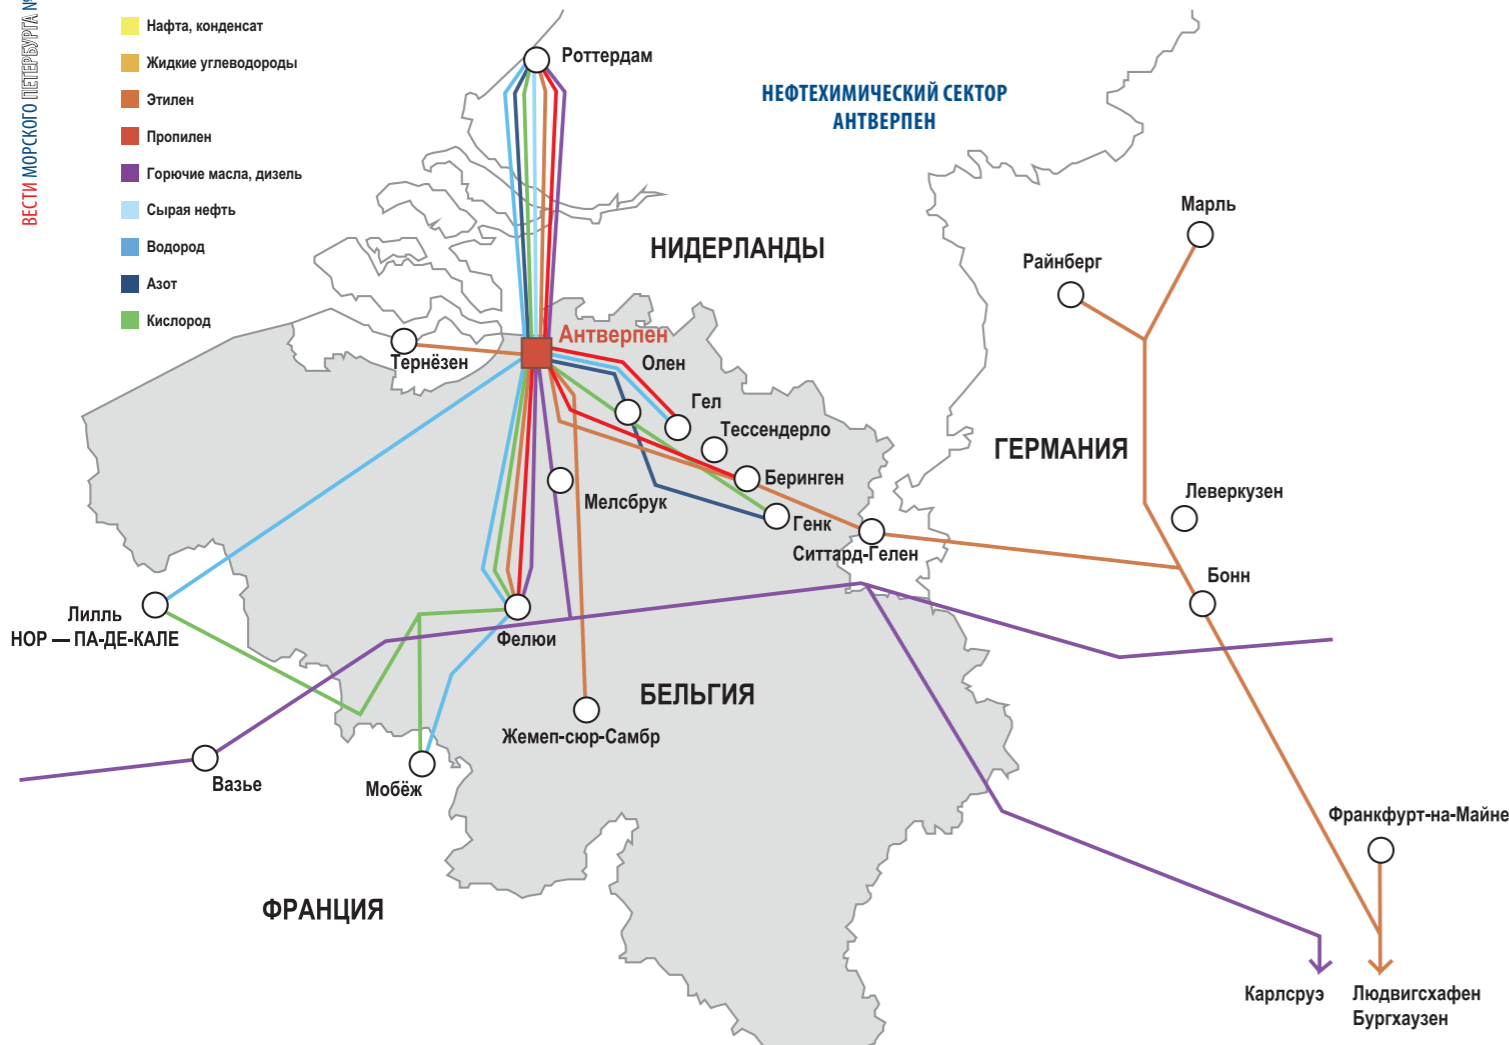 ВЕСТИ МОРСКОГО ПЕТЕРБУРГА №
Нафта, конденсат
Жидкие углеводороды
Этилен
Пропилен
Горючие масла, дизель
Сырая нефть
Водород
Азот
Кислород
НЕФТЕХИМИЧЕСКИЙ СЕКТОР
АНТВЕРПЕН
Роттердам
НИДЕРЛАНДЫ
Марль
Райнберг
Антверпен
Тернёзен
Олен
Гел
Тессендерло
Беринген
ГЕРМАНИЯ
Мелсбрук
Генк
Леверкузен
Ситтард-Гелен
Бонн
Лилль
НОР — ПА-ДЕ-КАЛЕ
Фелюи
БЕЛЬГИЯ
Жемеп-сюр-Самбр
Вазье
Мобёж
Франкфурт-на-Майне
ФРАНЦИЯ
Карлсруэ
Людвигсхафен
Бургхаузен